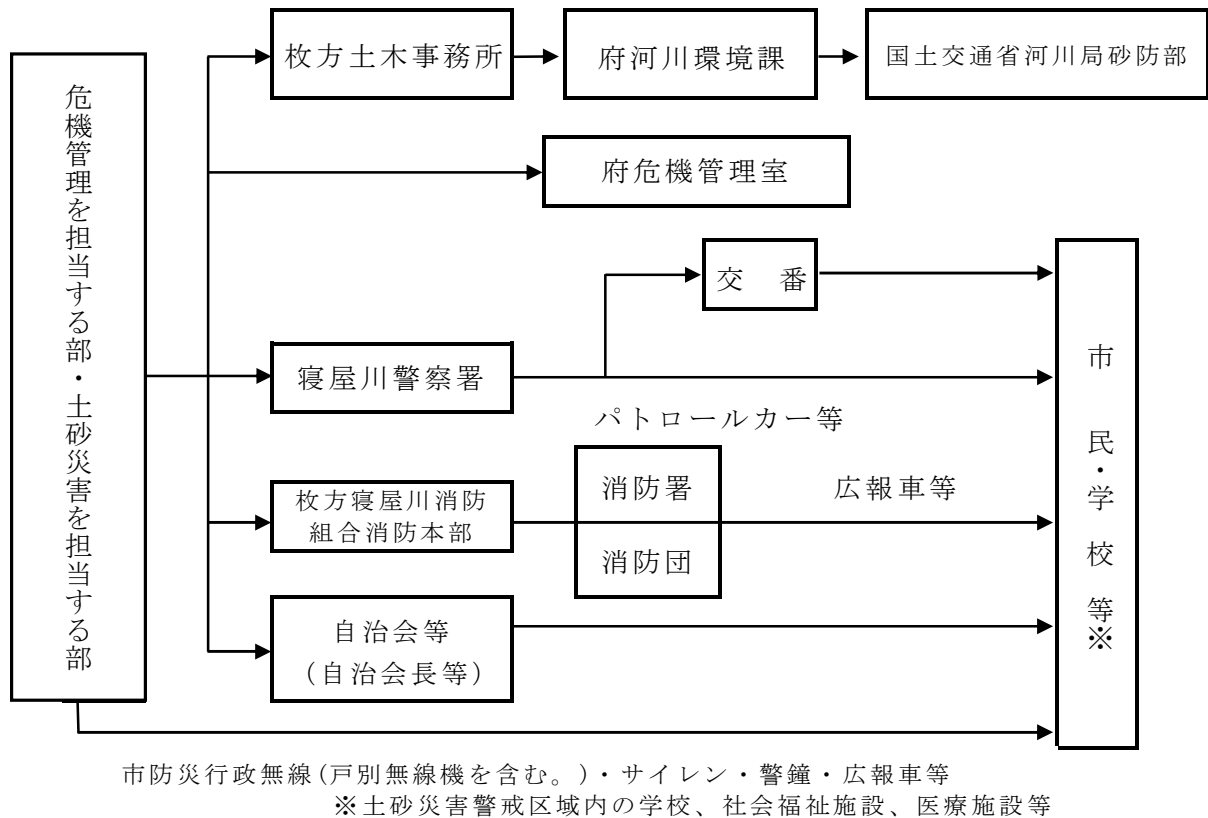 危機管理を担当する部・土砂災害を担当する部
枚方土木事務所
府河川環境課
国土交通省河川局砂防部
府危機管理室
交 番
寝屋川警察署
パトロールカー等
枚方寝屋川消防
組合消防本部
消防署
消防団
広報車等
自治会等
(自治会長等)
市 民・学 校 等※
市防災行政無線(戸別無線機を含む。)・サイレン・警鐘・広報車等
※土砂災害警戒区域内の学校、社会福祉施設、医療施設等